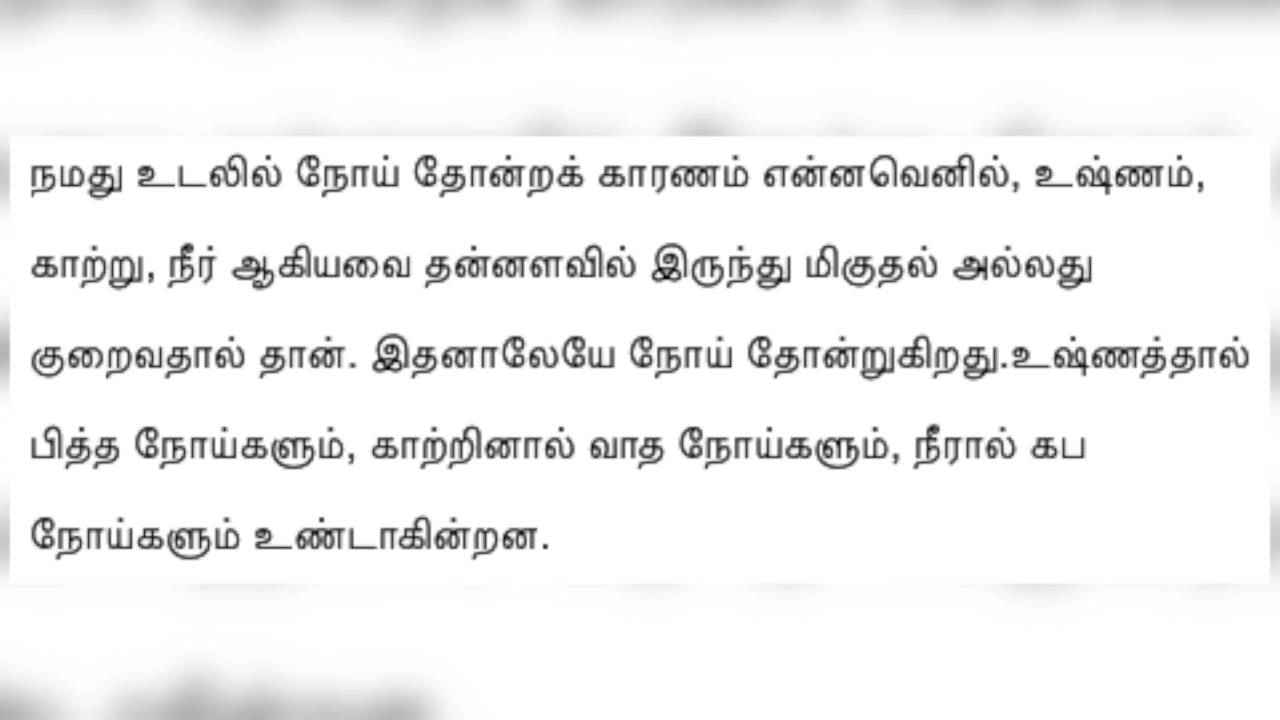 நமது உடலில் நோய் தோன்றக் காரணம் என்னவெனில், உஷ்ணம்,
காற்று, நீர் ஆகியவை தன்னளவில் இருந்து மிகுதல் அல்லது
குறைவதால் தான். இதனாலேயே நோய் தோன்றுகிறது.உஷ்ணத்தால்
பித்த நோய்களும், காற்றினால் வாத நோய்களும், நீரால் கப
நோய்களும் உண்டாகின்றன.